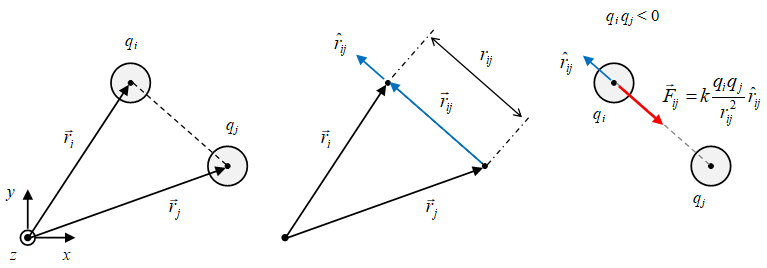 q_i
q_j
\vec{r}_i
\vec{r}_j
y
z
x
\hat{r}_{ij}
r_{ij}
\vec{r}_{ij}
\vec{r}_i
\vec{r}_j
q_i q_j < 0
\hat{r}_{ij}
\vec{F}_{ij} = k \frac{q_i q_j}{r_{ij}^2} \hat{r}_{ij}
q_i
q_j